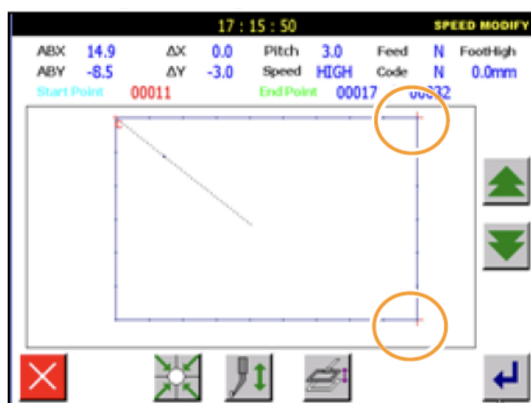 17 : 15 : 50 SPEED MODIFY
ABX 14.9 ΔX 0.0 Pitch 3.0 Feed N FootHigh
ABY -8.5 ΔY -3.0 Speed HIGH Code N 0.0mm
Start Point 00011 End Point 00017 00032